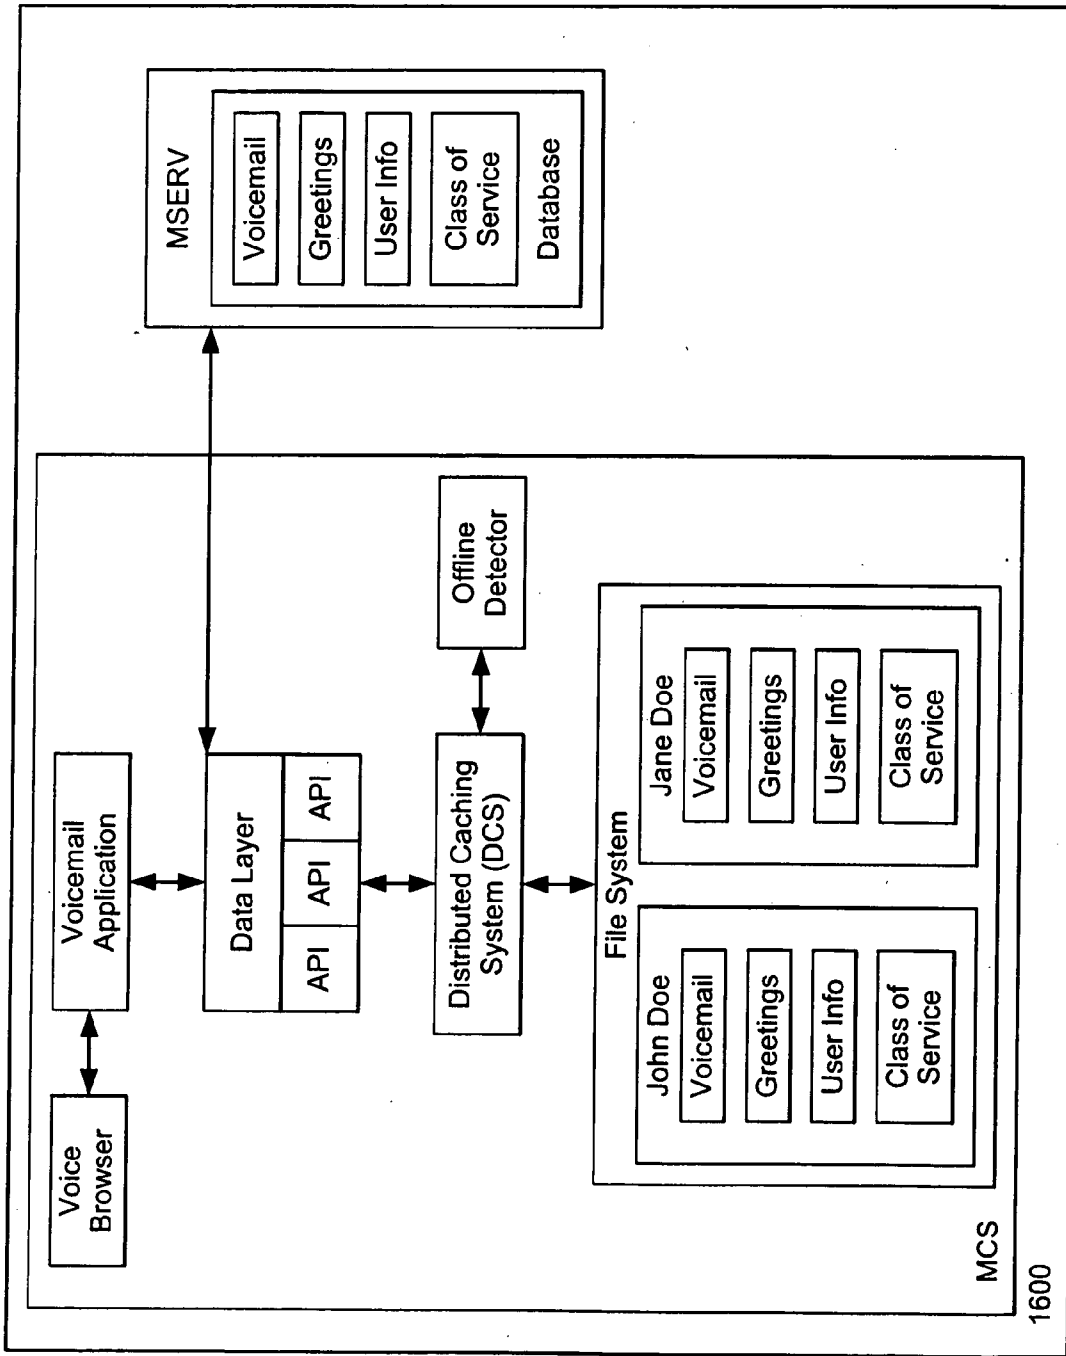 Voice
Browser
Voicemail
Application
Data Layer
API
API
API
Distributed Caching
System (DCS)
Offline
Detector
File System
John Doe
Voicemail
Greetings
User Info
Class of
Service
Jane Doe
Voicemail
Greetings
User Info
Class of
Service
MCS
MSERV
Voicemail
Greetings
User Info
Class of
Service
Database
1600